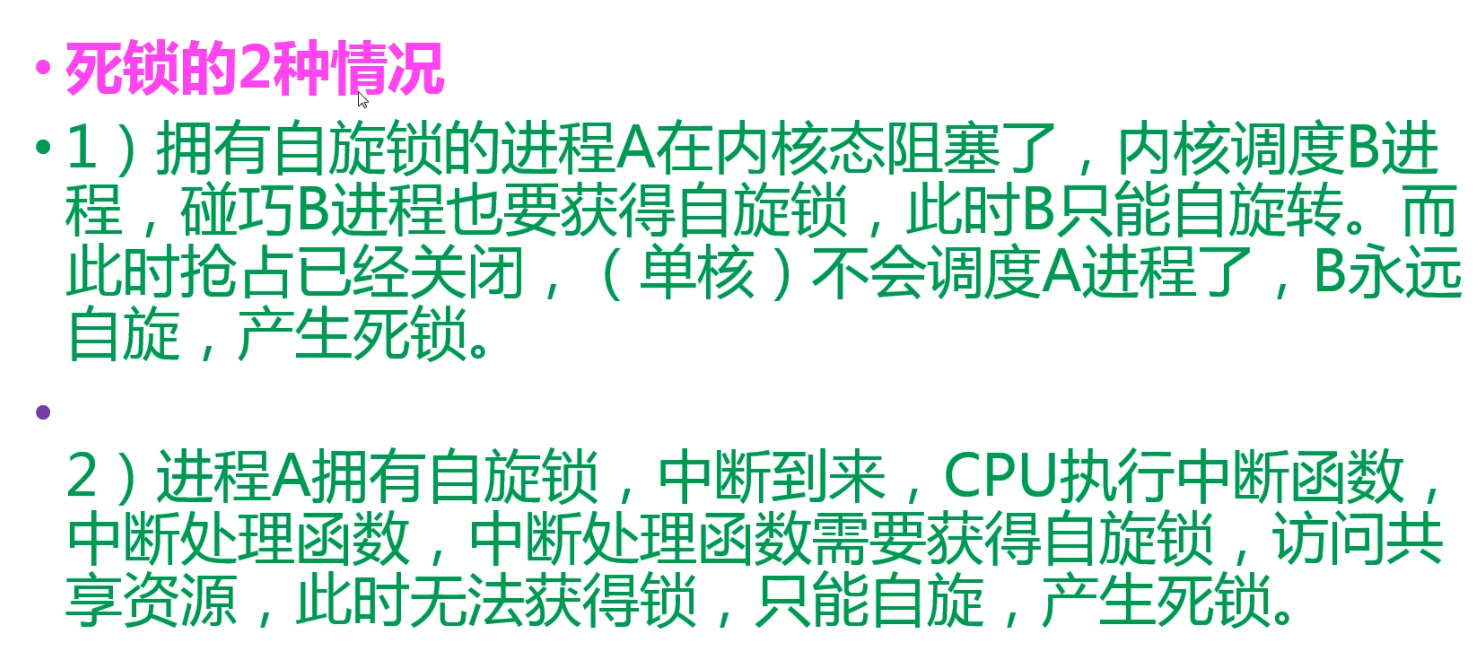 • 死锁的2种情况
• 1）拥有自旋锁的进程A在内核态阻塞了，内核调度B进
程，碰巧B进程也要获得自旋锁，此时B只能自旋转。而
此时抢占已经关闭，（单核）不会调度A进程了，B永远
自旋，产生死锁。
•
2）进程A拥有自旋锁，中断到来，CPU执行中断函数，
中断处理函数，中断处理函数需要获得自旋锁，访问共
享资源，此时无法获得锁，只能自旋，产生死锁。